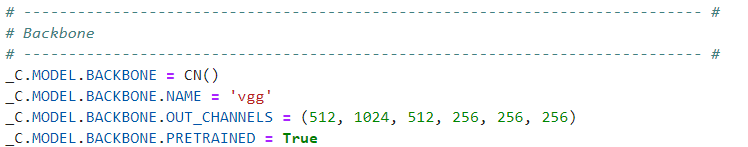 # --------------------------------------------------------------------------- #
# Backbone
# --------------------------------------------------------------------------- #
_C.MODEL.BACKBONE = CN()
_C.MODEL.BACKBONE.NAME = 'vgg'
_C.MODEL.BACKBONE.OUT_CHANNELS = (512, 1024, 512, 256, 256, 256)
_C.MODEL.BACKBONE.PRETRAINED = True